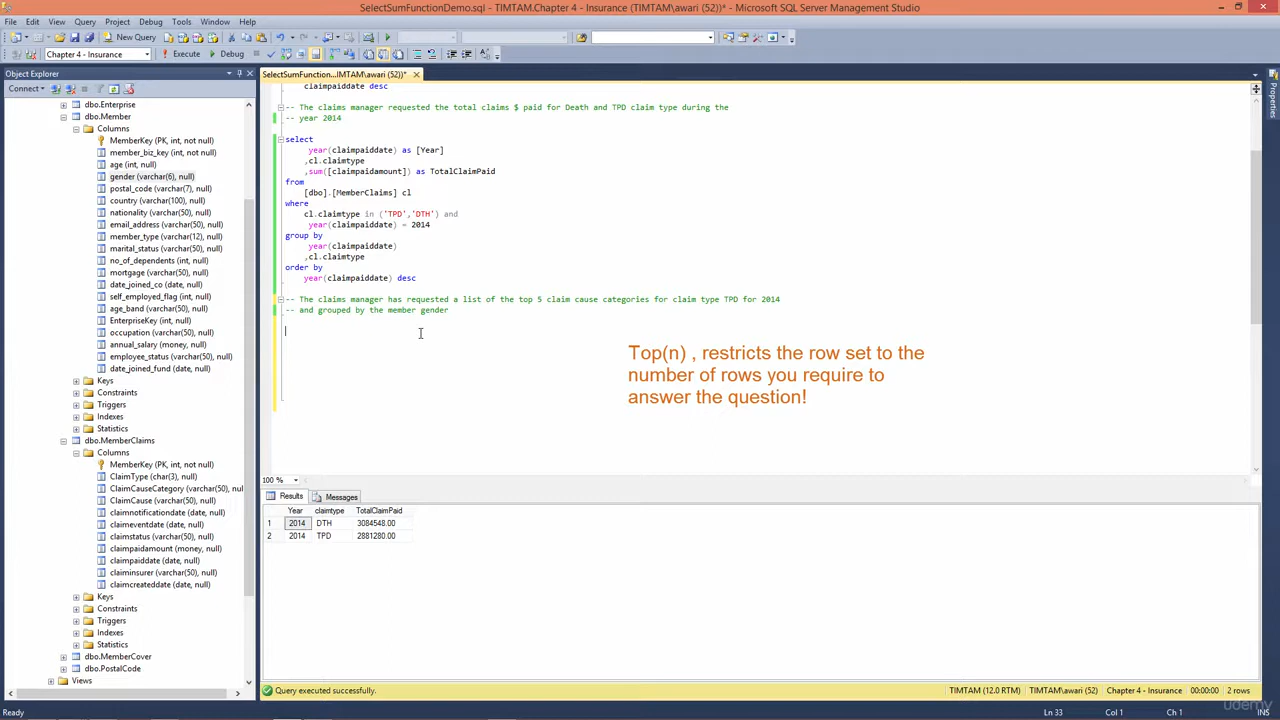 SelectSumFunctionDemo.sql - TIMTAM.Chapter 4 - Insurance (TIMTAM\awari (52))* - Microsoft SQL Server Management Studio
File Edit View Query Project Debug Tools Window Help
New Query
Chapter 4 - Insurance Execute Debug
Object Explorer
Connect
dbo.Enterprise
dbo.Member
Columns
MemberKey (PK, int, not null)
member_biz_key (int, not null)
age (int, null)
gender (varchar(6), null)
postal_code (varchar(7), null)
country (varchar(100), null)
nationality (varchar(50), null)
email_address (varchar(50), null)
member_type (varchar(12), null)
marital_status (varchar(50), null)
no_of_dependents (int, null)
mortgage (varchar(50), null)
date_joined_co (date, null)
self_employed_flag (int, null)
age_band (varchar(50), null)
EnterpriseKey (int, null)
occupation (varchar(50), null)
annual_salary (money, null)
employee_status (varchar(50), null)
date_joined_fund (date, null)
Keys
Constraints
Triggers
Indexes
Statistics
dbo.MemberClaims
Columns
MemberKey (PK, int, not null)
ClaimType (char(3), null)
ClaimCauseCategory (varchar(50), nul
ClaimCause (varchar(50), null)
claimnotificationdate (date, null)
claimeventdate (date, null)
claimstatus (varchar(50), null)
claimpaidamount (money, null)
claimpaiddate (date, null)
claiminsurer (varchar(50), null)
claimcreateddate (date, null)
Keys
Constraints
Triggers
Indexes
Statistics
dbo.MemberCover
dbo.PostalCode
Views
SelectSumFunction...IMTAM\awari (52))*
claimpaiddate desc
-- The claims manager requested the total claims $ paid for Death and TPD claim type during the
-- year 2014
select
year(claimpaiddate) as [Year]
,cl.claimtype
,sum([claimpaidamount]) as TotalClaimPaid
from
[dbo].[MemberClaims] cl
where
cl.claimtype in ('TPD','DTH') and
year(claimpaiddate) = 2014
group by
year(claimpaiddate)
,cl.claimtype
order by
year(claimpaiddate) desc
-- The claims manager has requested a list of the top 5 claim cause categories for claim type TPD for 2014
-- and grouped by the member gender
Top(n) , restricts the row set to the
number of rows you require to
answer the question!
100 %
Results Messages
Year claimtype TotalClaimPaid
1 2014 DTH 3084548.00
2 2014 TPD 2881280.00
Query executed successfully. TIMTAM (12.0 RTM) TIMTAM\awari (52) Chapter 4 - Insurance 00:00:00 2 rows
Ready Ln 33 Col 1 Ch 1 INS
Properties
udemy